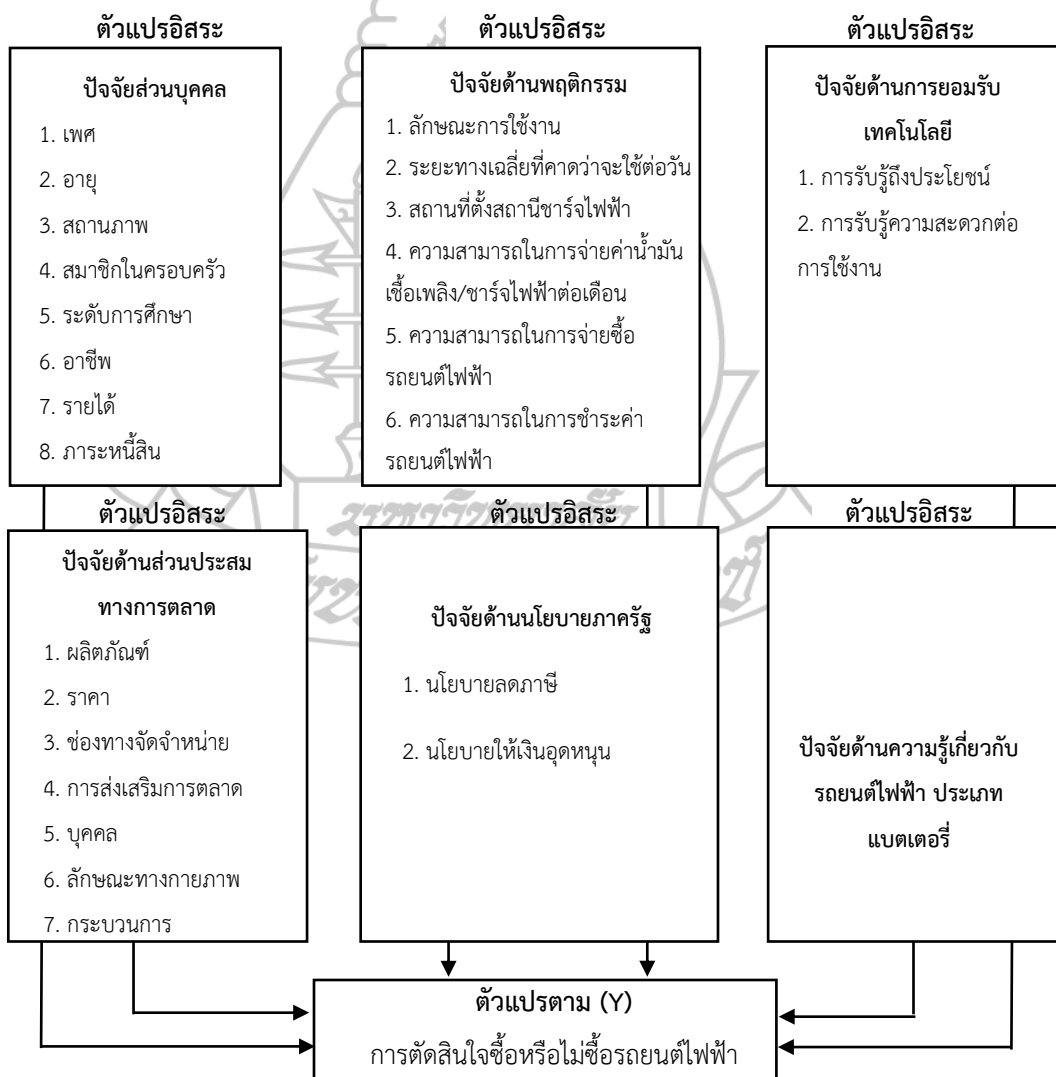 ตัวแปรอิสระ
ปัจจัยส่วนบุคคล
1. เพศ
2. อายุ
3. สถานภาพ
4. สมาชิกในครอบครัว
5. ระดับการศึกษา
6. อาชีพ
7. รายได้
8. ภาระหนี้สิน
ตัวแปรอิสระ
ปัจจัยด้านพฤติกรรม
1. ลักษณะการใช้งาน
2. ระยะทางเฉลี่ยที่คาดว่าจะใช้ต่อวัน
3. สถานที่ตั้งสถานีชาร์จไฟฟ้า
4. ความสามารถในการจ่ายค่าน้ำมัน
เชื้อเพลิง/ชาร์จไฟฟ้าต่อเดือน
5. ความสามารถในการจ่ายซื้อ
รถยนต์ไฟฟ้า
6. ความสามารถในการชำระค่า
รถยนต์ไฟฟ้า
ตัวแปรอิสระ
ปัจจัยด้านการยอมรับ
เทคโนโลยี
1. การรับรู้ถึงประโยชน์
2. การรับรู้ความสะดวกต่อ
การใช้งาน
ตัวแปรอิสระ
ปัจจัยด้านส่วนประสม
ทางการตลาด
1. ผลิตภัณฑ์
2. ราคา
3. ช่องทางจัดจำหน่าย
4. การส่งเสริมการตลาด
5. บุคคล
6. ลักษณะทางกายภาพ
7. กระบวนการ
ตัวแปรอิสระ
ปัจจัยด้านนโยบายภาครัฐ
1. นโยบายลดภาษี
2. นโยบายให้เงินอุดหนุน
ตัวแปรอิสระ
ปัจจัยด้านความรู้เกี่ยวกับ
รถยนต์ไฟฟ้า ประเภท
แบตเตอรี่
ตัวแปรตาม (Y)
การตัดสินใจซื้อหรือไม่ซื้อรถยนต์ไฟฟ้า